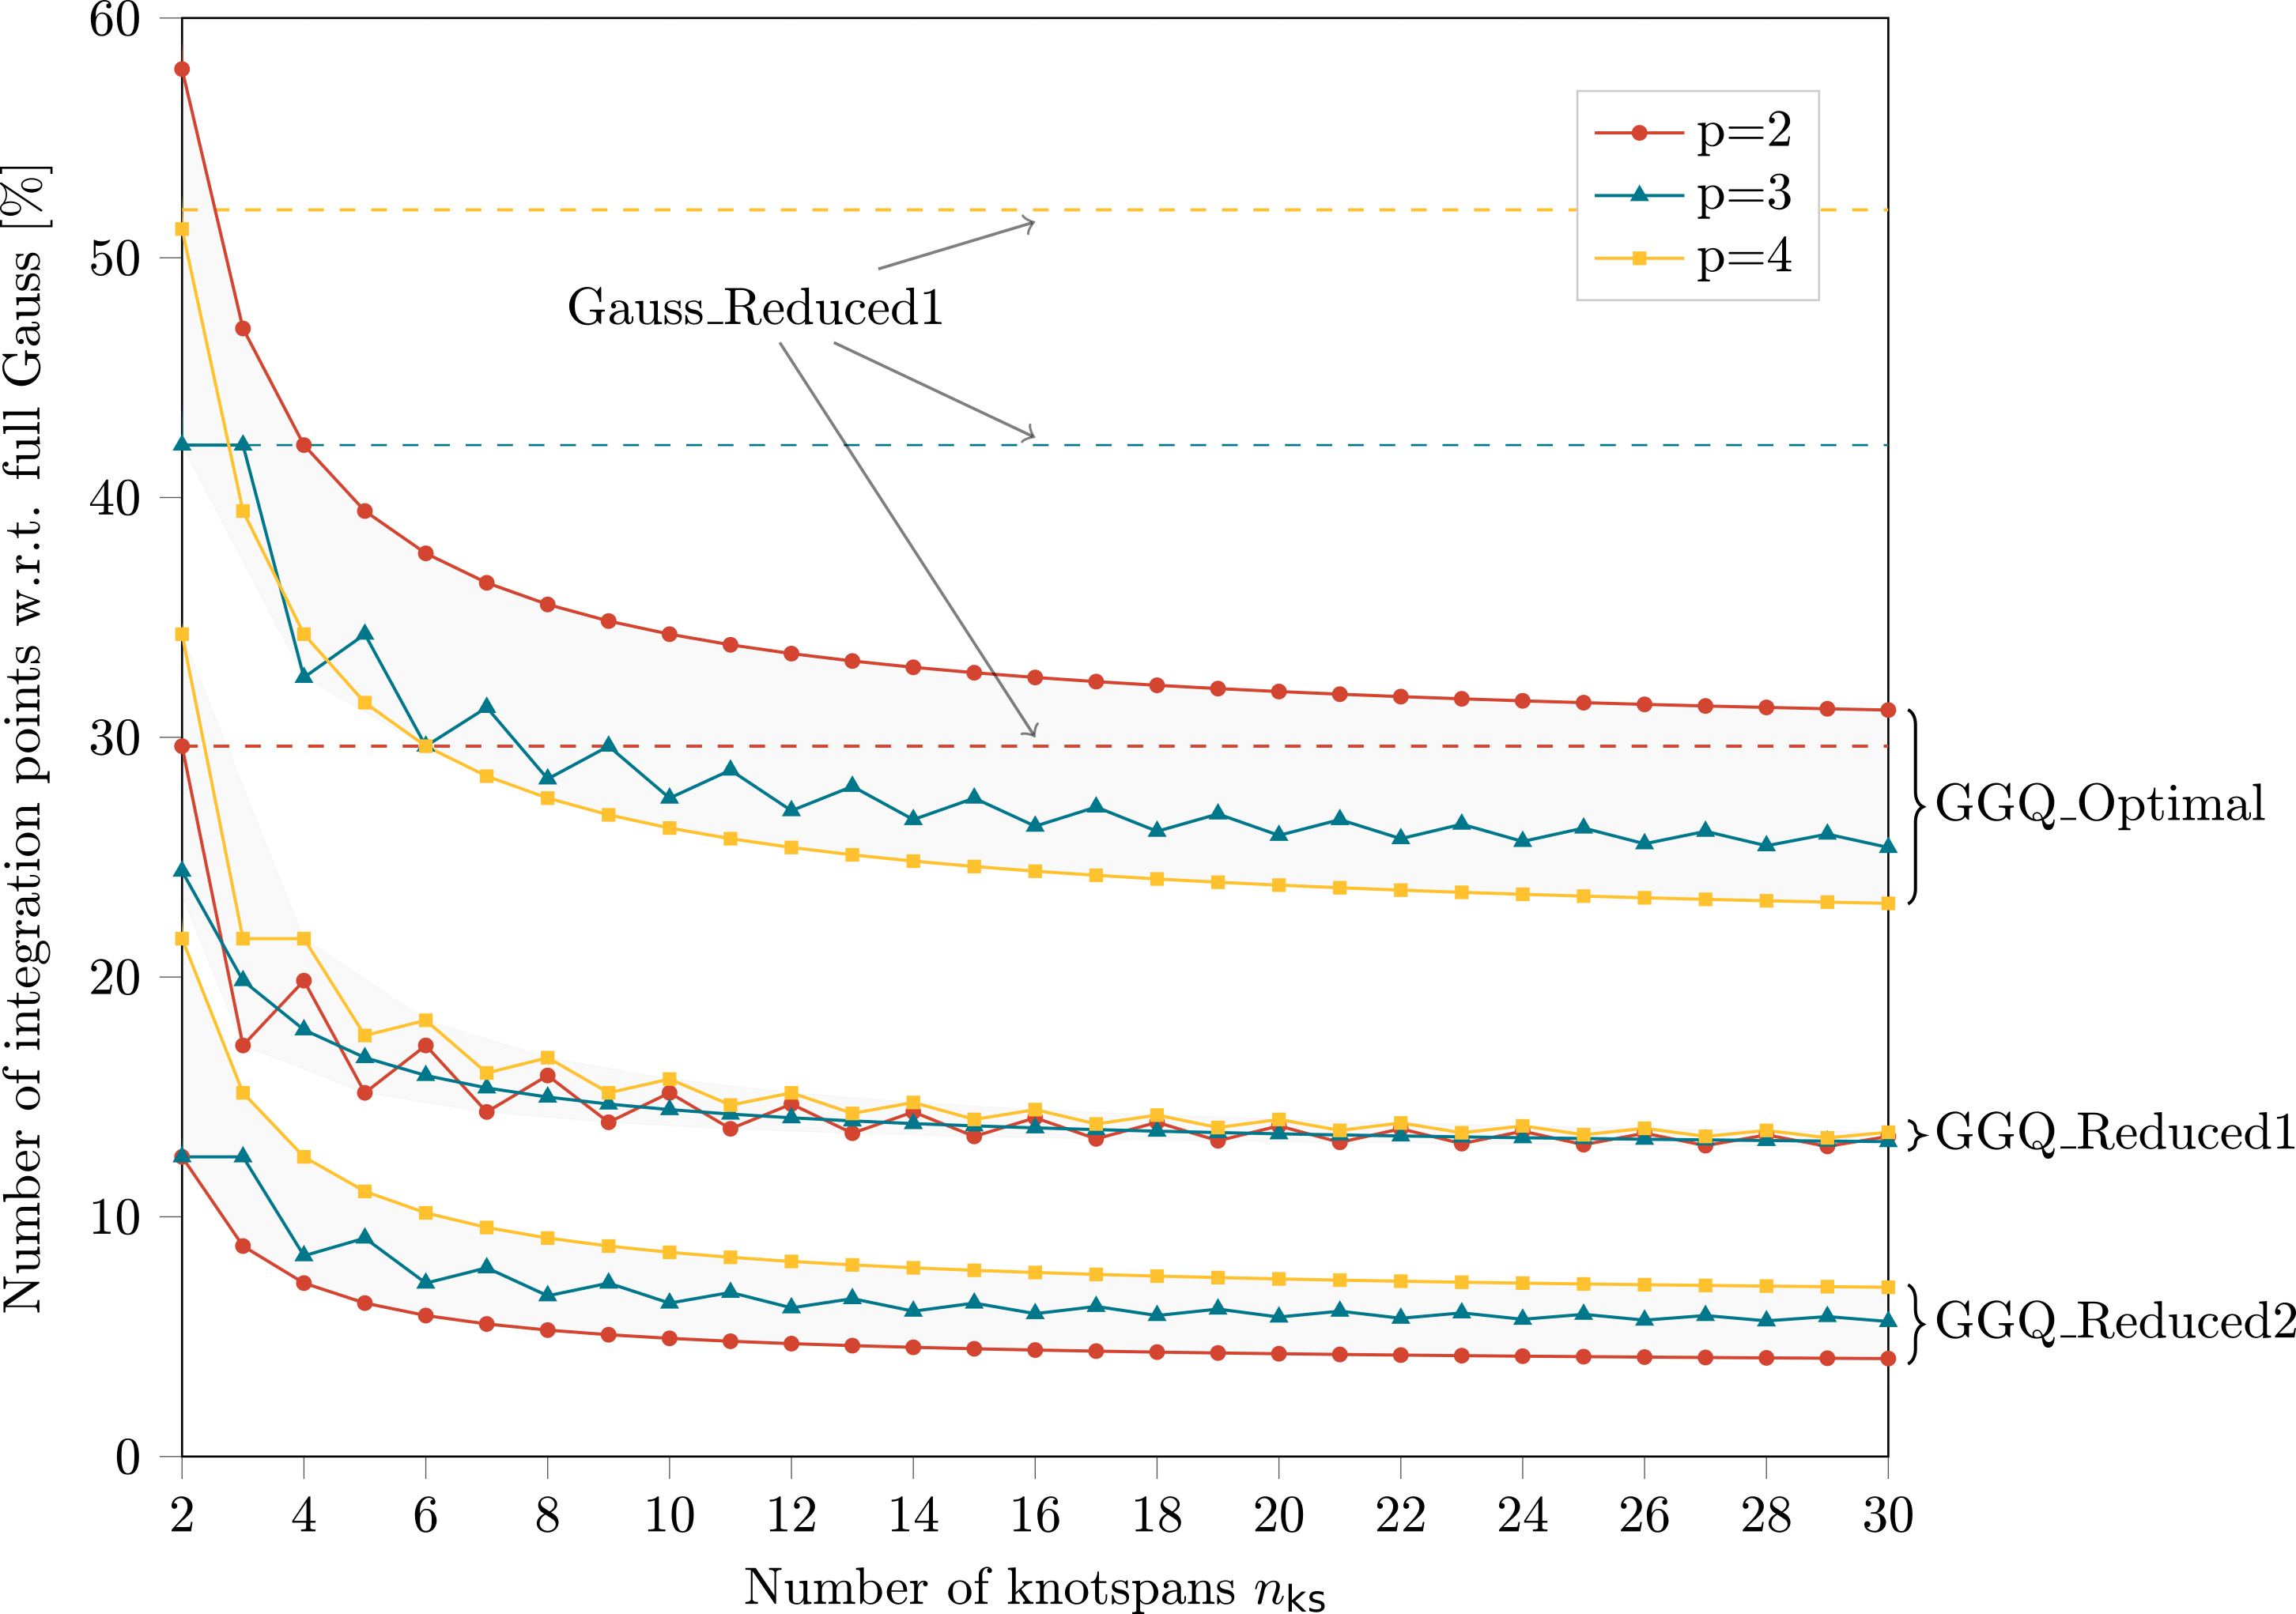 Number of integration points w.r.t. full Gauss [%]
60
50
40
30
20
10
0
p=2
p=3
p=4
Gauss_Reduced1
GGQ_Optimal
GGQ_Reduced1
GGQ_Reduced2
2 4 6 8 10 12 14 16 18 20 22 24 26 28 30
Number of knotspans n_ks